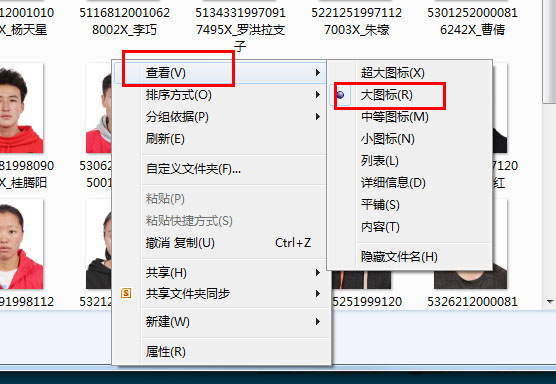 12001010
X_杨天星
5116812001062
8002X_李巧
5134331997091
7495X_罗洪拉支
子
5221251997112
7003X_朱壕
5301252000081
6242X_曹倩
查看(V)
排序方式(O)
分组依据(P)
刷新(E)
自定义文件夹(F)...
粘贴(P)
粘贴快捷方式(S)
撤消 复制(U) Ctrl+Z
共享(H)
共享文件夹同步
新建(W)
属性(R)
超大图标(X)
大图标(R)
中等图标(M)
小图标(N)
列表(L)
详细信息(D)
平铺(S)
内容(T)
隐藏文件名(H)
81998090
X_桂腾阳
53062
5001
7120
红
91998112
53212
5251999120
5326212000081